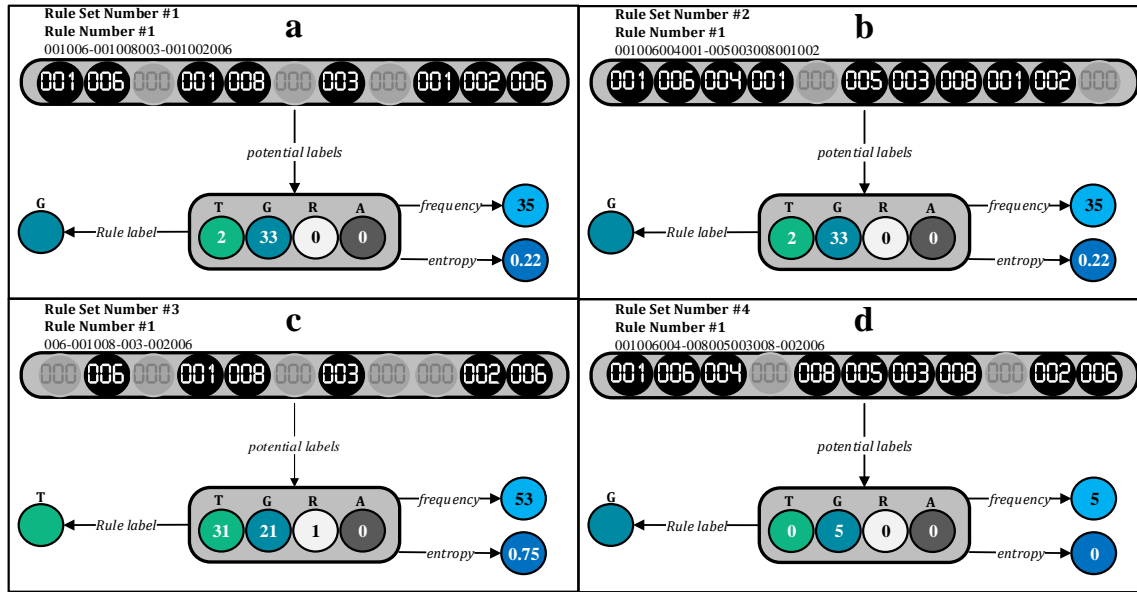 Rule Set Number #1
a
Rule Number #1
001006-001008003-001002006
001 006 000 001 008 000 003 000 001 002 006
potential labels
T G R A
2 33 0 0
frequency
35
entropy
0.22
Rule label
G
Rule Set Number #2
b
Rule Number #1
001006004001-005003008001002
001 006 004 001 000 005 003 008 001 002 000
potential labels
T G R A
2 33 0 0
frequency
35
entropy
0.22
Rule label
G
Rule Set Number #3
c
Rule Number #1
006-001008-003-002006
000 006 000 001 008 000 003 000 000 002 006
potential labels
T G R A
31 21 1 0
frequency
53
entropy
0.75
Rule label
T
Rule Set Number #4
d
Rule Number #1
001006004-008005003008-002006
001 006 004 000 008 005 003 008 000 002 006
potential labels
T G R A
0 5 0 0
frequency
5
entropy
0
Rule label
G